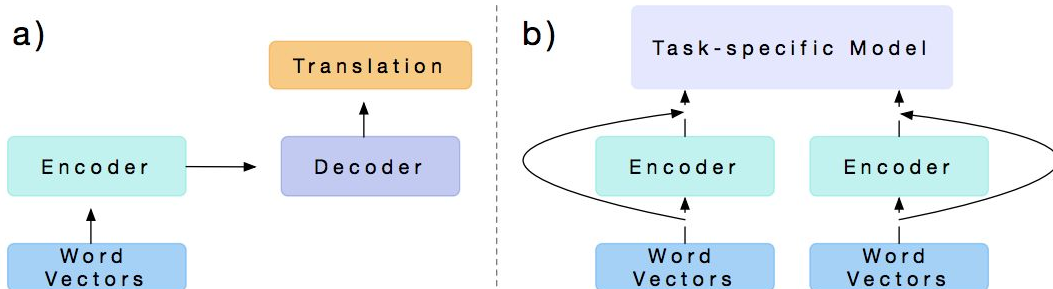 a)
Translation
Encoder
Decoder
Word
Vectors
b)
Task-specific Model
Encoder
Encoder
Word
Vectors
Word
Vectors